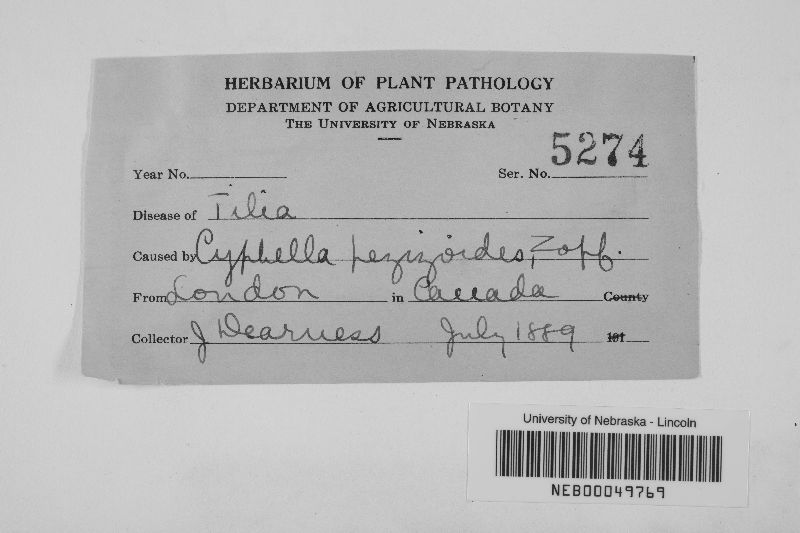 HERBARIUM OF PLANT PATHOLOGY
DEPARTMENT OF AGRICULTURAL BOTANY
THE UNIVERSITY OF NEBRASKA
5274
Year No. Ser. No.
Disease of Tilia
Caused by Cyphella pezizoides, Zopf.
From London in Canada County
Collector J Dearness July 1889 191
University of Nebraska - Lincoln
NEB00049769